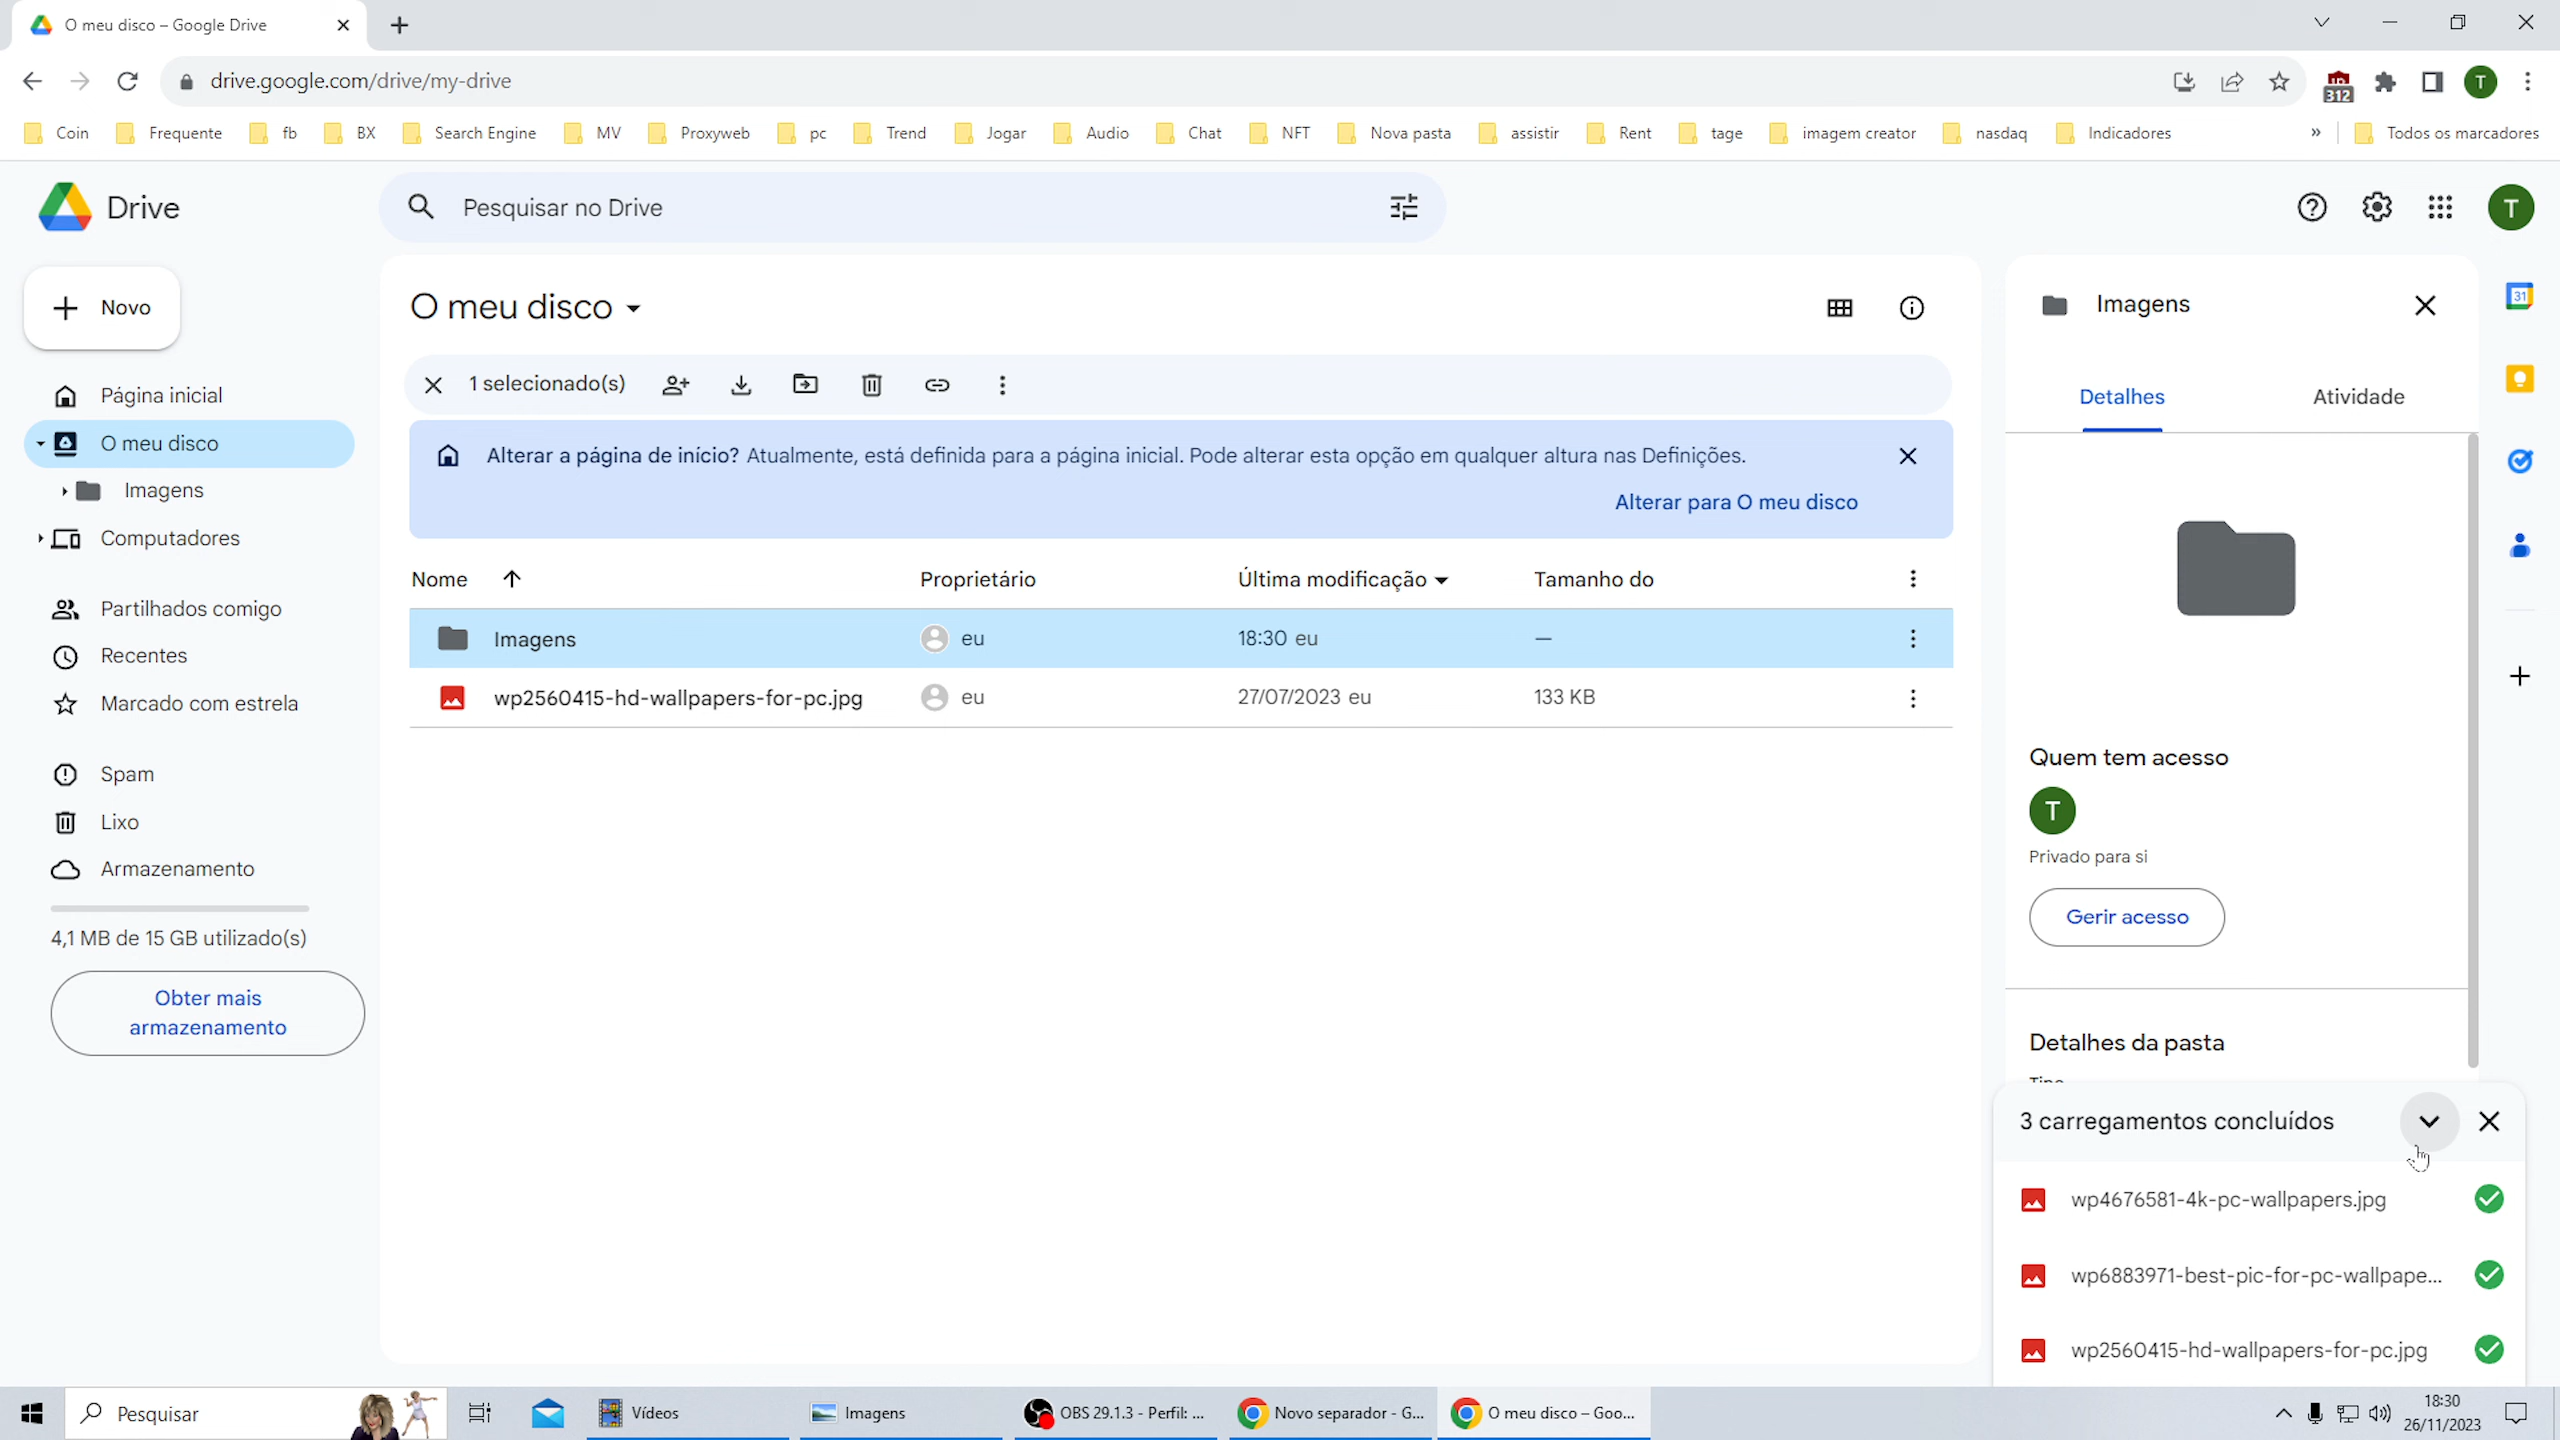 O meu disco – Google Drive
drive.google.com/drive/my-drive
312
T
Coin
Frequente
fb
BX
Search Engine
MV
Proxyweb
pc
Trend
Jogar
Audio
Chat
NFT
Nova pasta
assistir
Rent
tage
imagem creator
nasdaq
Indicadores
»
Todos os marcadores
Drive
Pesquisar no Drive
T
Novo
Página inicial
O meu disco
Imagens
Computadores
Partilhados comigo
Recentes
Marcado com estrela
Spam
Lixo
Armazenamento
4,1 MB de 15 GB utilizado(s)
Obter mais
armazenamento
O meu disco
1 selecionado(s)
Alterar a página de início? Atualmente, está definida para a página inicial. Pode alterar esta opção em qualquer altura nas Definições.
Alterar para O meu disco
Nome Proprietário Última modificação Tamanho do
Imagens eu 18:30 eu —
wp2560415-hd-wallpapers-for-pc.jpg eu 27/07/2023 eu 133 KB
Imagens
Detalhes Atividade
Quem tem acesso
T
Privado para si
Gerir acesso
Detalhes da pasta
31
3 carregamentos concluídos
wp4676581-4k-pc-wallpapers.jpg
wp6883971-best-pic-for-pc-wallpape...
wp2560415-hd-wallpapers-for-pc.jpg
Pesquisar
Vídeos
Imagens
OBS 29.1.3 - Perfil: ...
Novo separador - G...
O meu disco – Goo...
18:30
26/11/2023